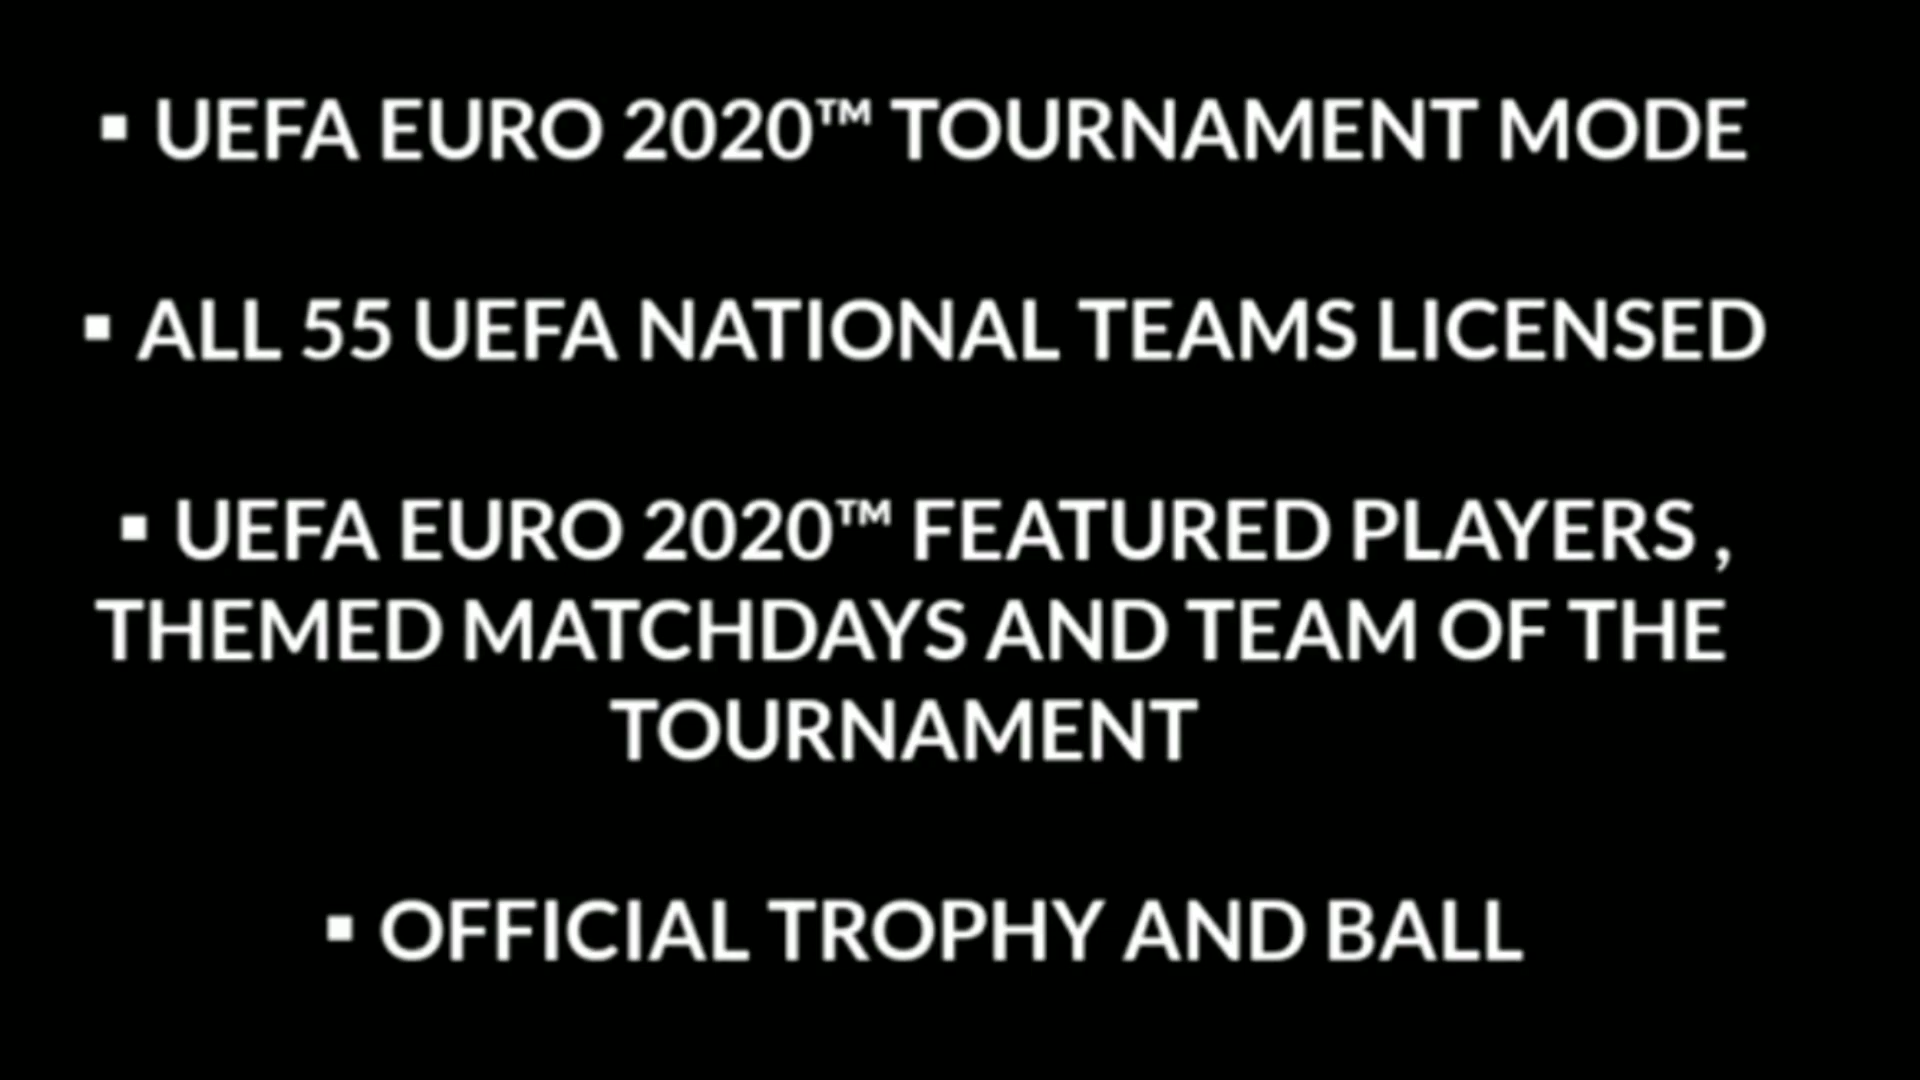 ▪ UEFA EURO 2020™ TOURNAMENT MODE
▪ ALL 55 UEFA NATIONAL TEAMS LICENSED
▪ UEFA EURO 2020™ FEATURED PLAYERS ,
THEMED MATCHDAYS AND TEAM OF THE
TOURNAMENT
▪ OFFICIAL TROPHY AND BALL